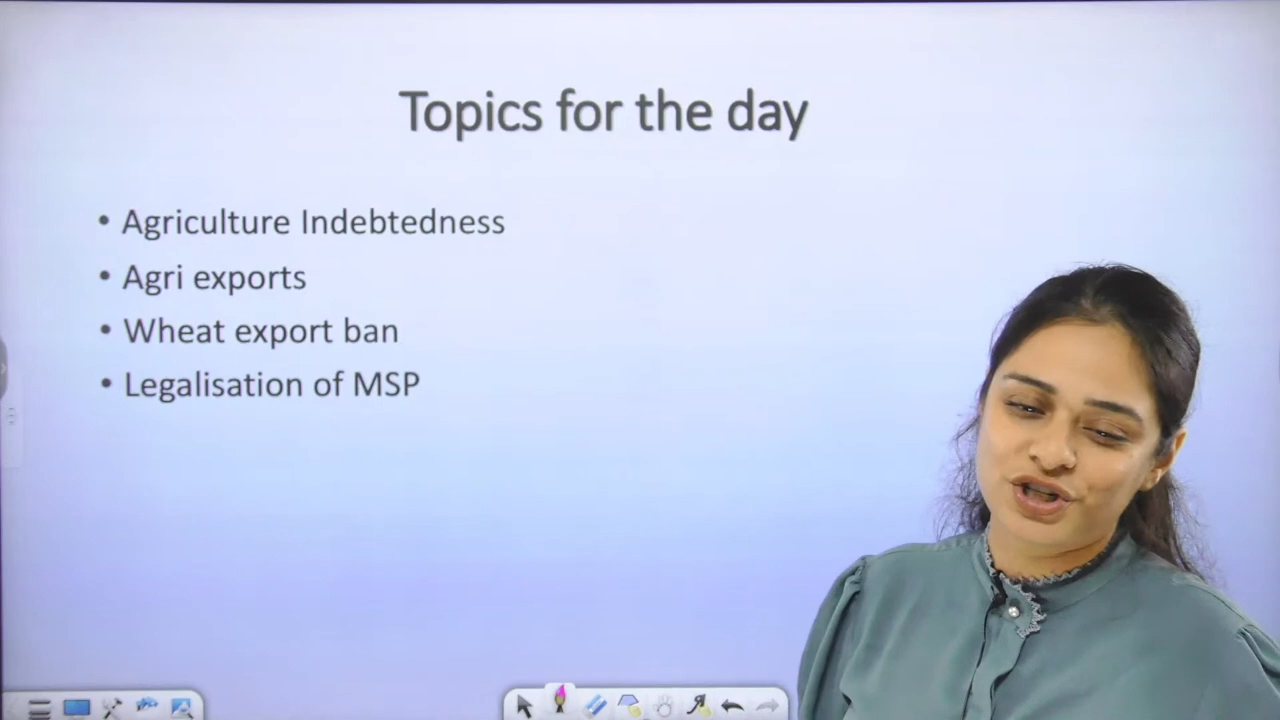 Topics for the day
• Agriculture Indebtedness
• Agri exports
• Wheat export ban
• Legalisation of MSP